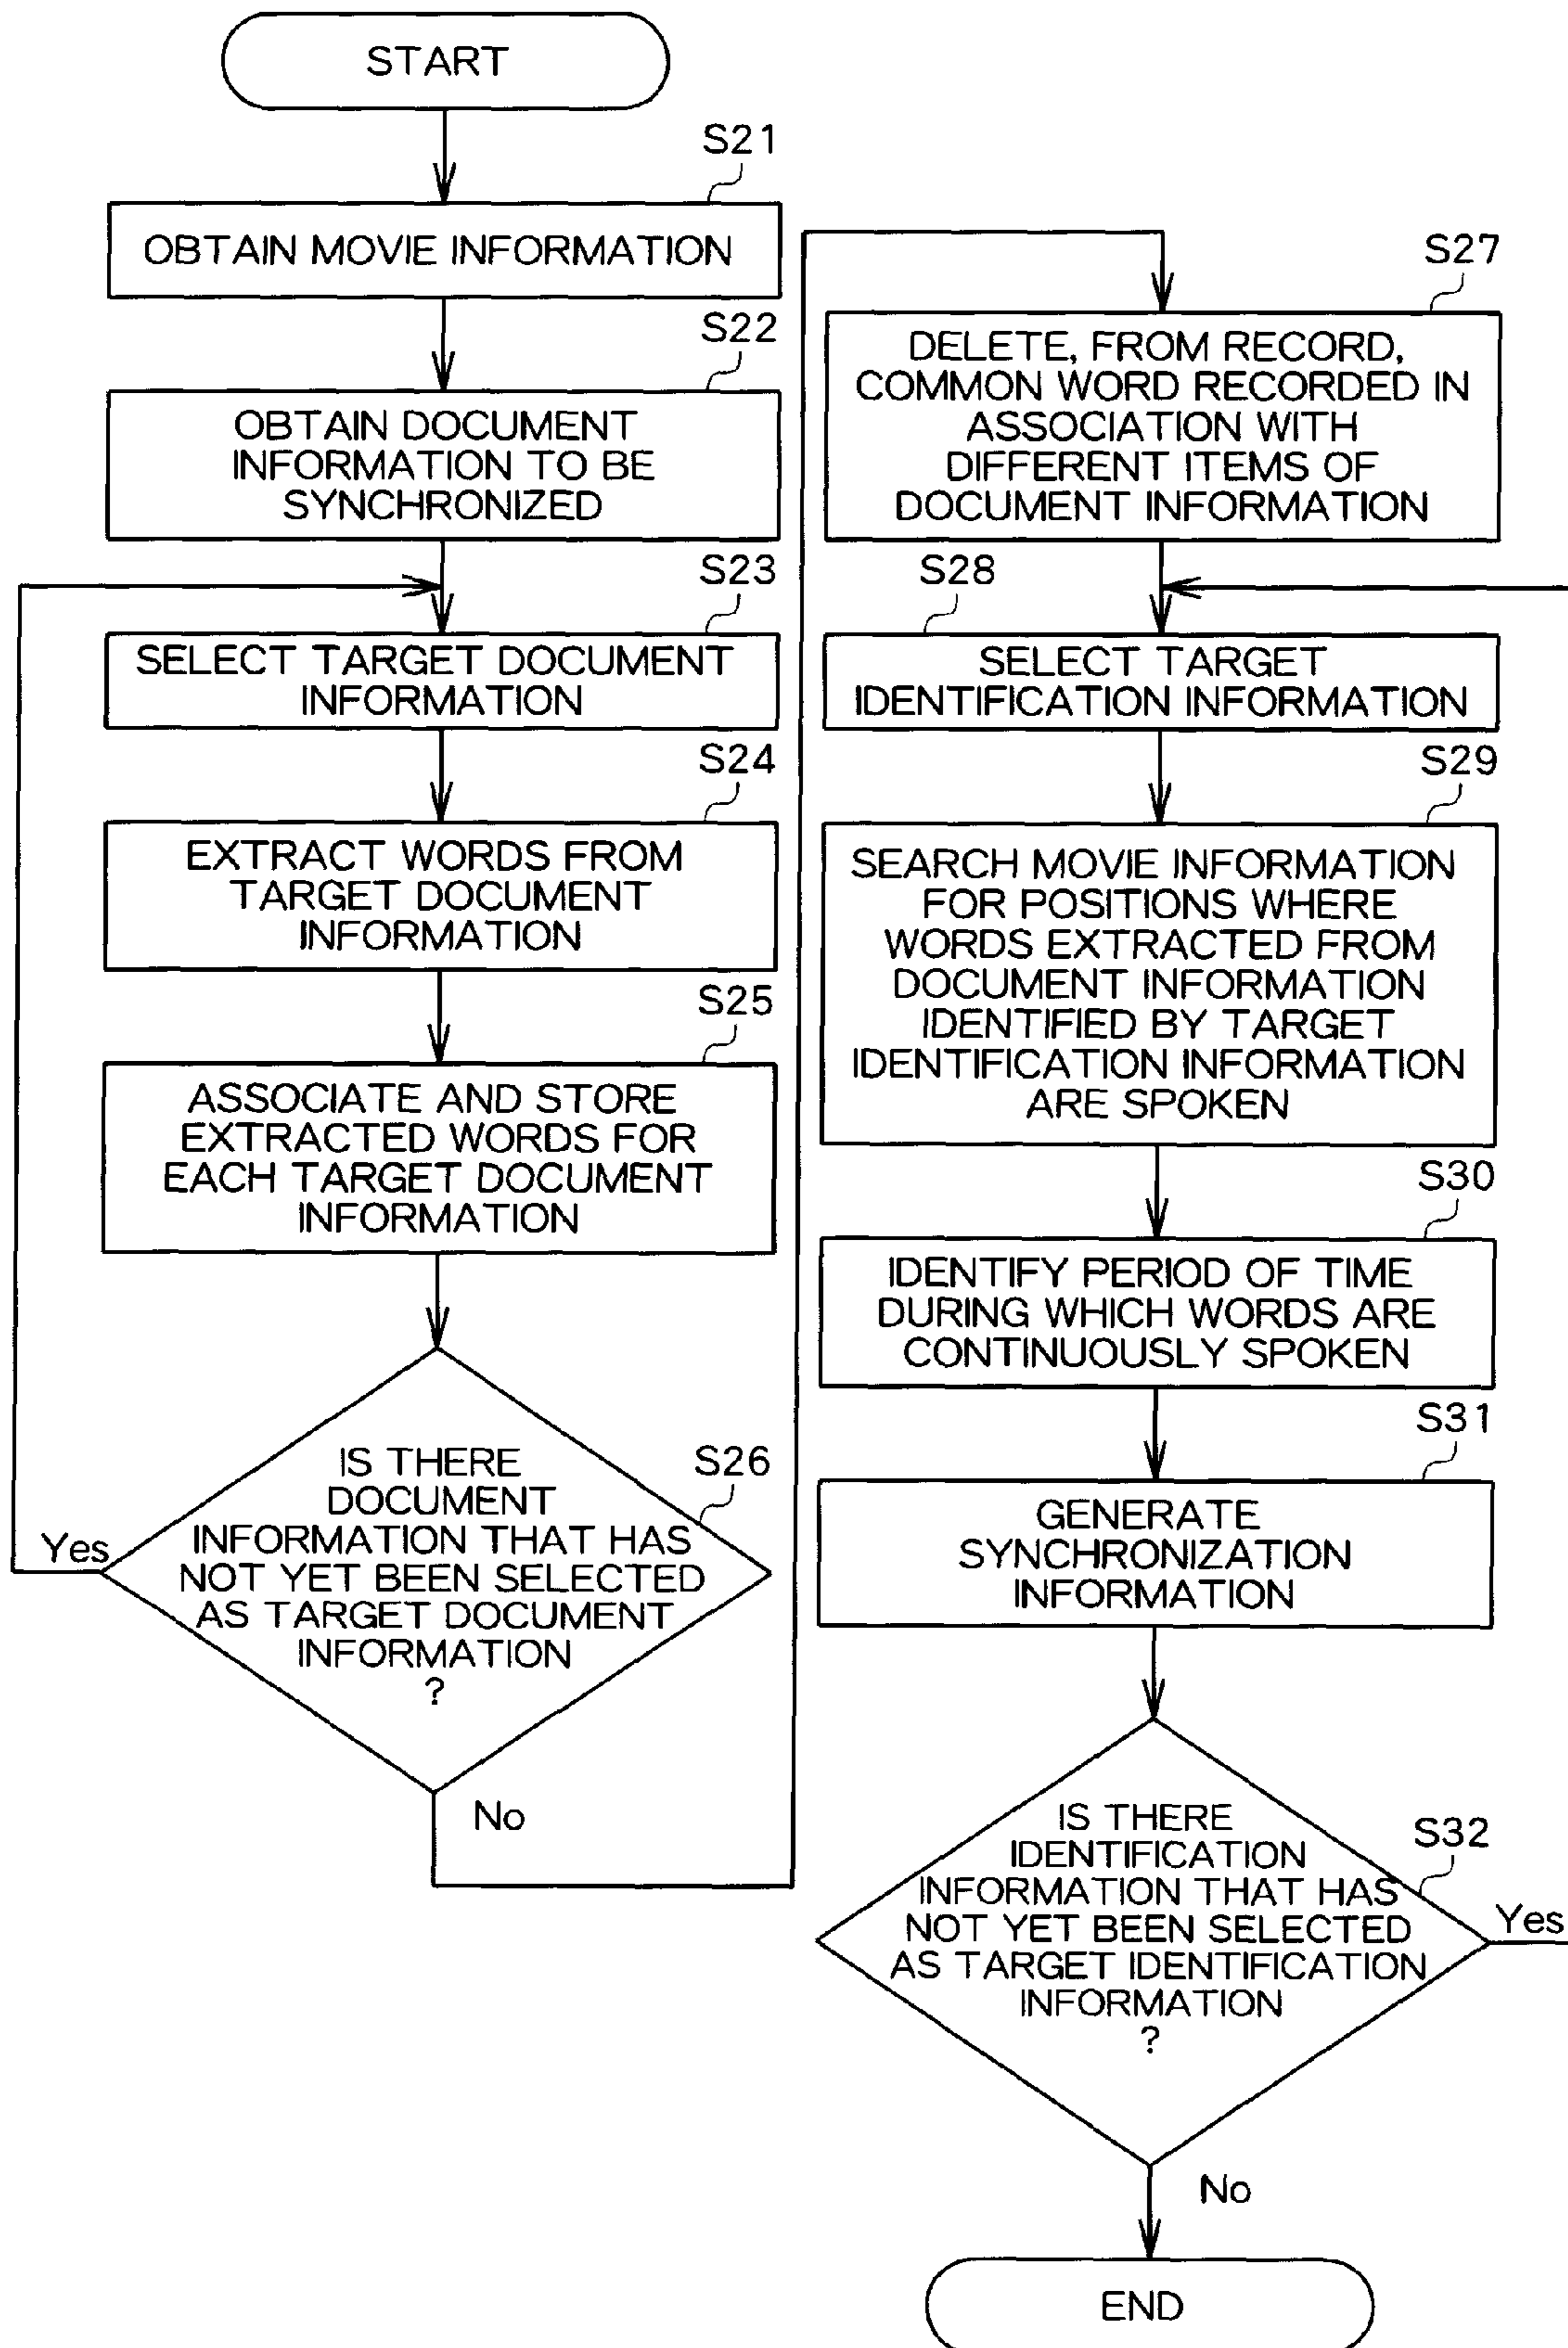 START
S21
OBTAIN MOVIE INFORMATION
S22
OBTAIN DOCUMENT
INFORMATION TO BE
SYNCHRONIZED
S23
SELECT TARGET DOCUMENT
INFORMATION
S24
EXTRACT WORDS FROM
TARGET DOCUMENT
INFORMATION
S25
ASSOCIATE AND STORE
EXTRACTED WORDS FOR
EACH TARGET DOCUMENT
INFORMATION
S26
IS THERE
DOCUMENT
INFORMATION THAT HAS
NOT YET BEEN SELECTED
AS TARGET DOCUMENT
INFORMATION
?
Yes
No
S27
DELETE, FROM RECORD,
COMMON WORD RECORDED IN
ASSOCIATION WITH
DIFFERENT ITEMS OF
DOCUMENT INFORMATION
S28
SELECT TARGET
IDENTIFICATION INFORMATION
S29
SEARCH MOVIE INFORMATION
FOR POSITIONS WHERE
WORDS EXTRACTED FROM
DOCUMENT INFORMATION
IDENTIFIED BY TARGET
IDENTIFICATION INFORMATION
ARE SPOKEN
S30
IDENTIFY PERIOD OF TIME
DURING WHICH WORDS ARE
CONTINUOUSLY SPOKEN
S31
GENERATE
SYNCHRONIZATION
INFORMATION
S32
IS THERE
IDENTIFICATION
INFORMATION THAT HAS
NOT YET BEEN SELECTED
AS TARGET IDENTIFICATION
INFORMATION
?
Yes
No
END